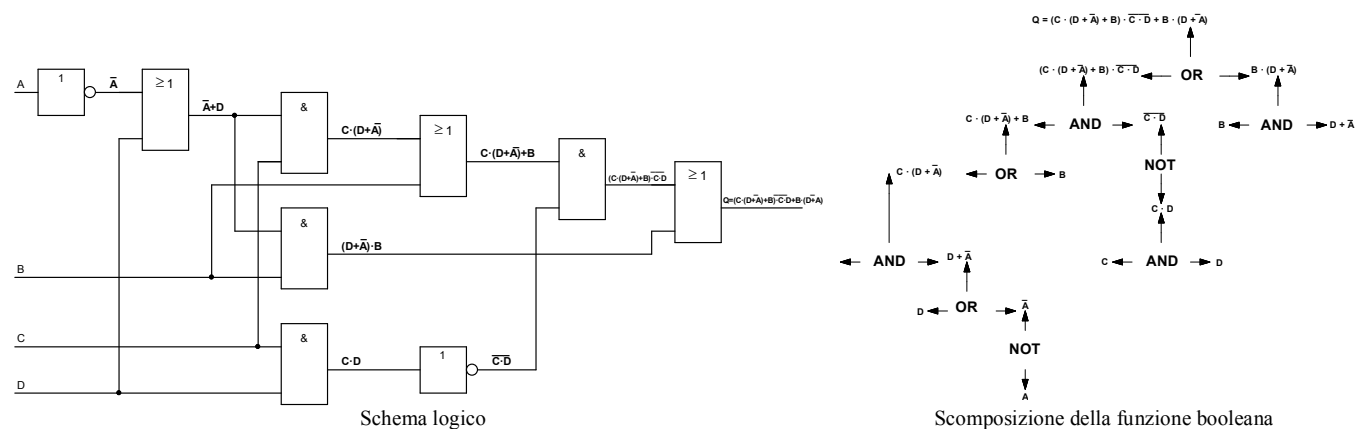 A
1
A̅
≥ 1
A̅+D
&
C·(D+A̅)
≥ 1
C·(D+A̅)+B
&
(C·(D+A̅)+B)·C̅·̅D̅
≥ 1
Q=(C·(D+A̅)+B)·C̅·̅D̅+B·(D+A̅)
&
(D+A̅)·B
B
C
&
C·D
1
C̅·̅D̅
D
Schema logico
Q = (C · (D + A̅) + B) · C̅ ̅·̅ ̅D̅ + B · (D + A̅)
(C · (D + A̅) + B) · C̅ ̅·̅ ̅D̅ OR B · (D + A̅)
C · (D + A̅) + B AND C̅ ̅·̅ ̅D̅ B AND D + A̅
C · (D + A̅) OR B NOT
C · D
AND D + A̅ C AND D
D OR A̅
NOT
A
Scomposizione della funzione booleana